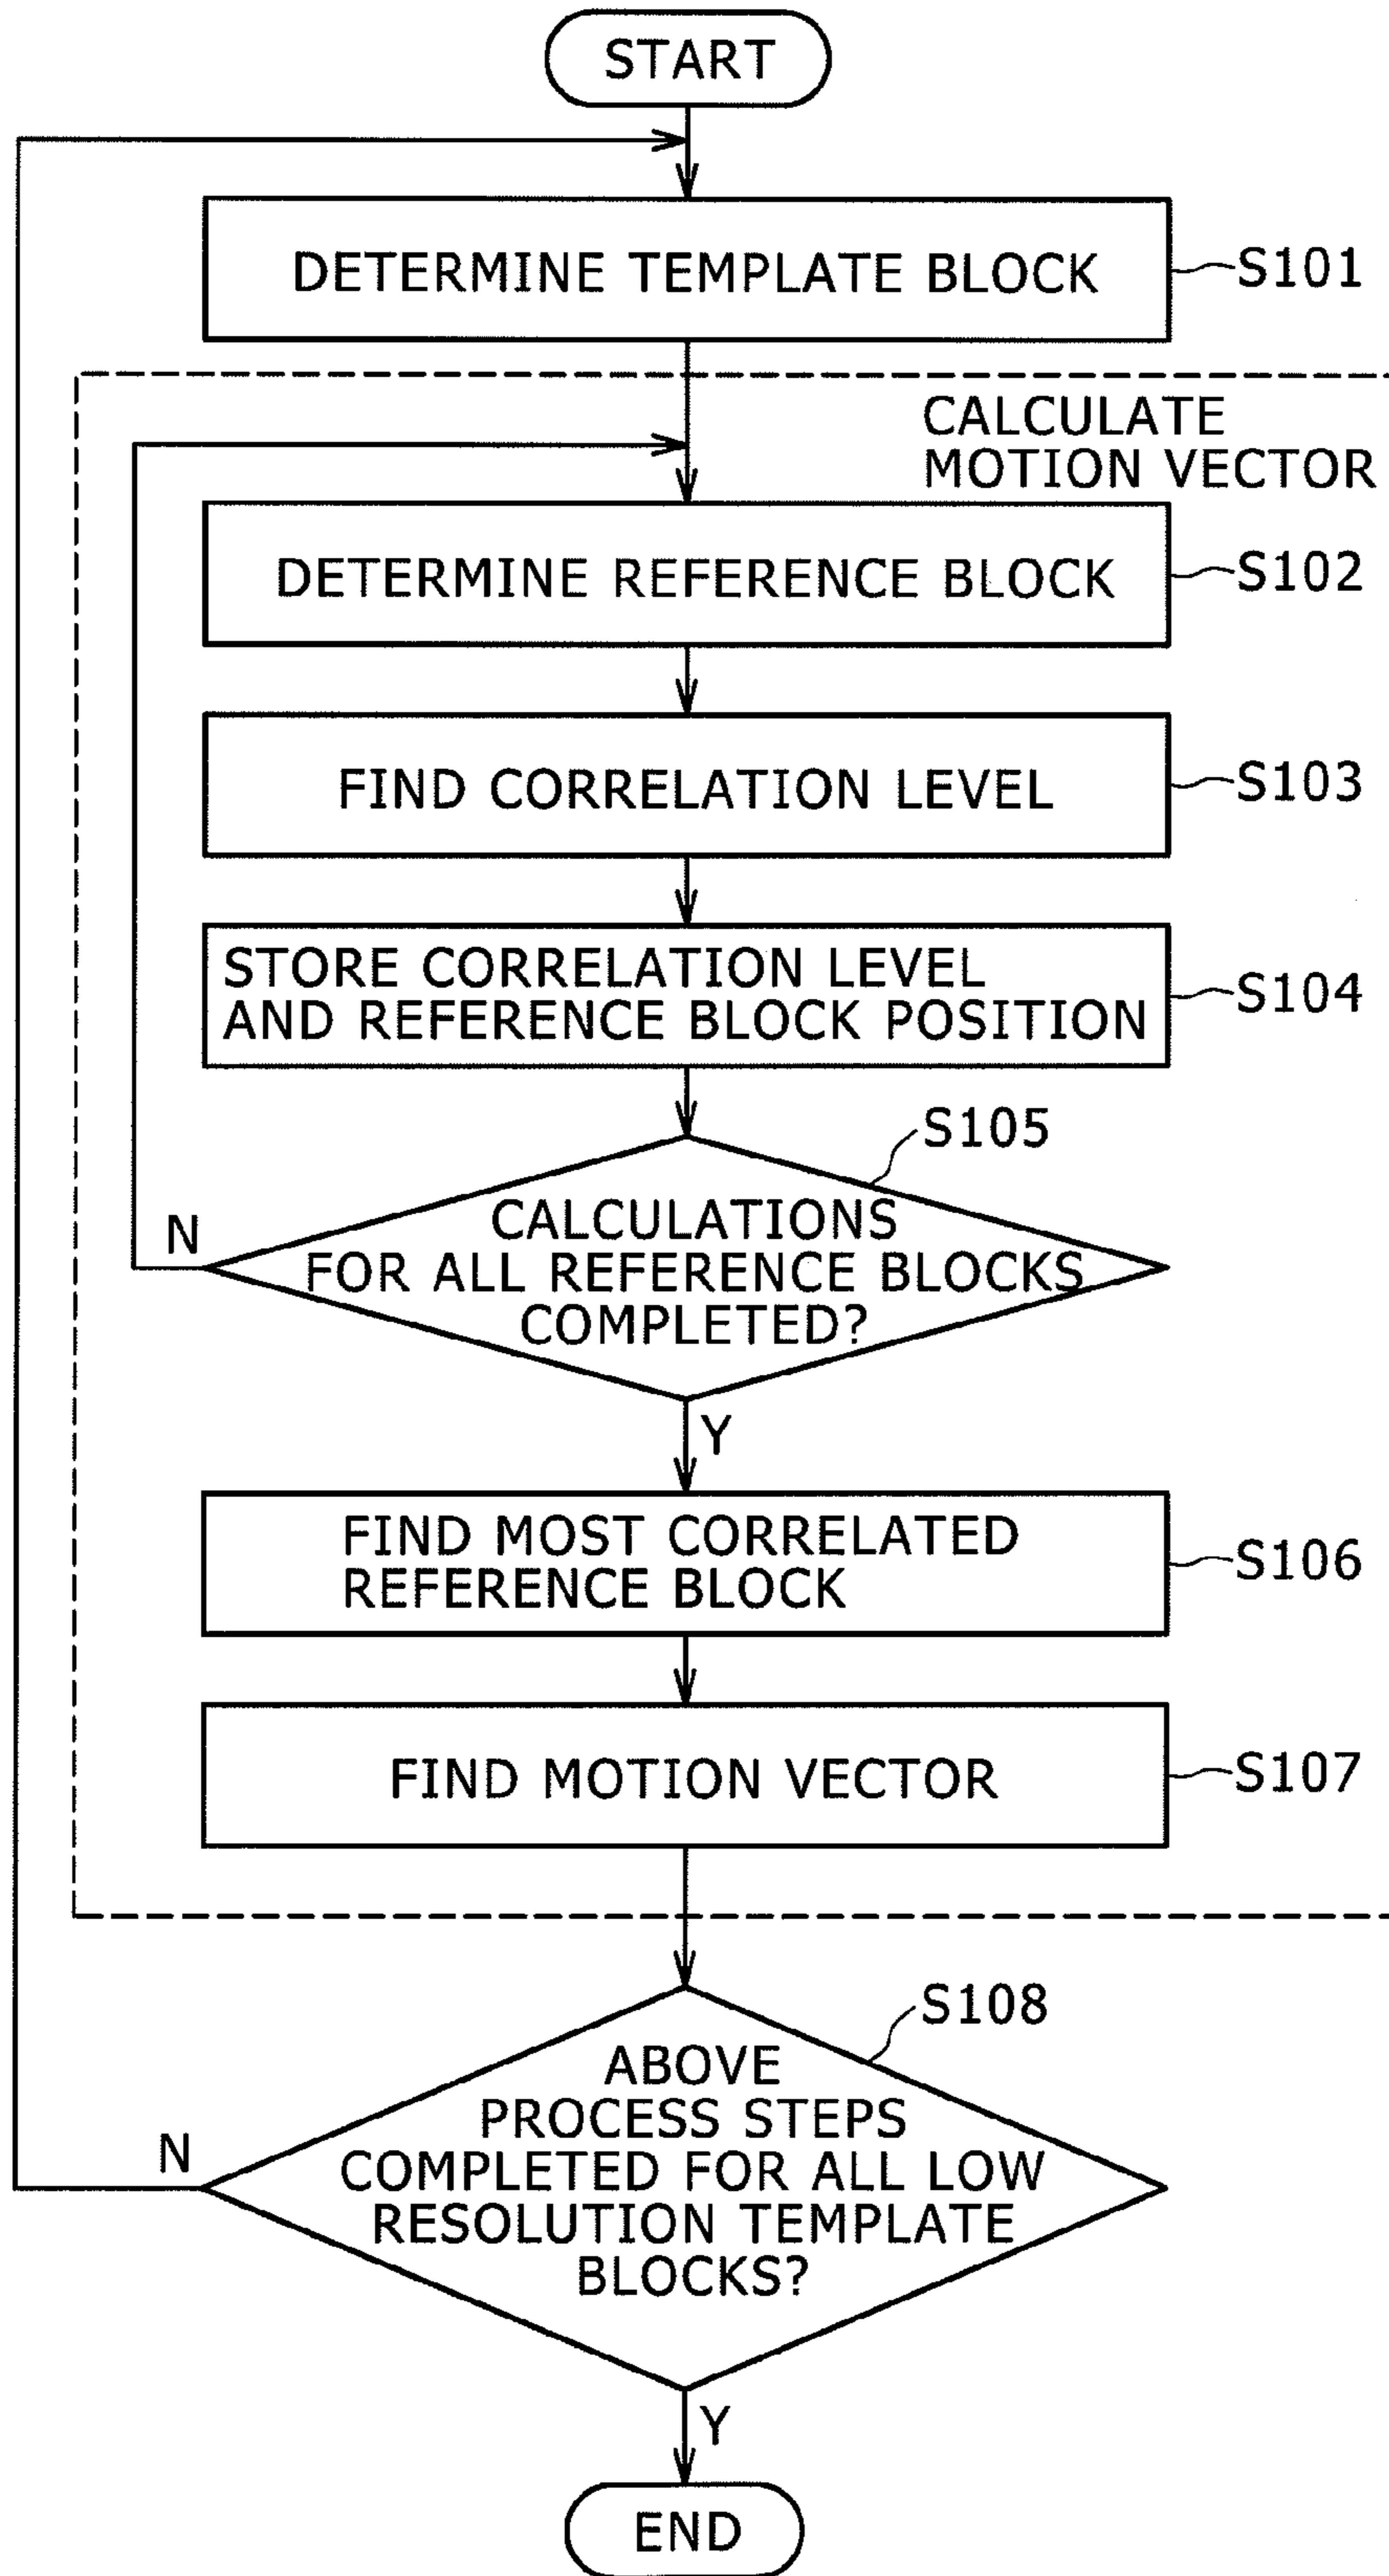 START
DETERMINE TEMPLATE BLOCK
S101
CALCULATE
MOTION VECTOR
DETERMINE REFERENCE BLOCK
S102
FIND CORRELATION LEVEL
S103
STORE CORRELATION LEVEL
AND REFERENCE BLOCK POSITION
S104
S105
CALCULATIONS
FOR ALL REFERENCE BLOCKS
COMPLETED?
N
Y
FIND MOST CORRELATED
REFERENCE BLOCK
S106
FIND MOTION VECTOR
S107
S108
ABOVE
PROCESS STEPS
COMPLETED FOR ALL LOW
RESOLUTION TEMPLATE
BLOCKS?
N
Y
END